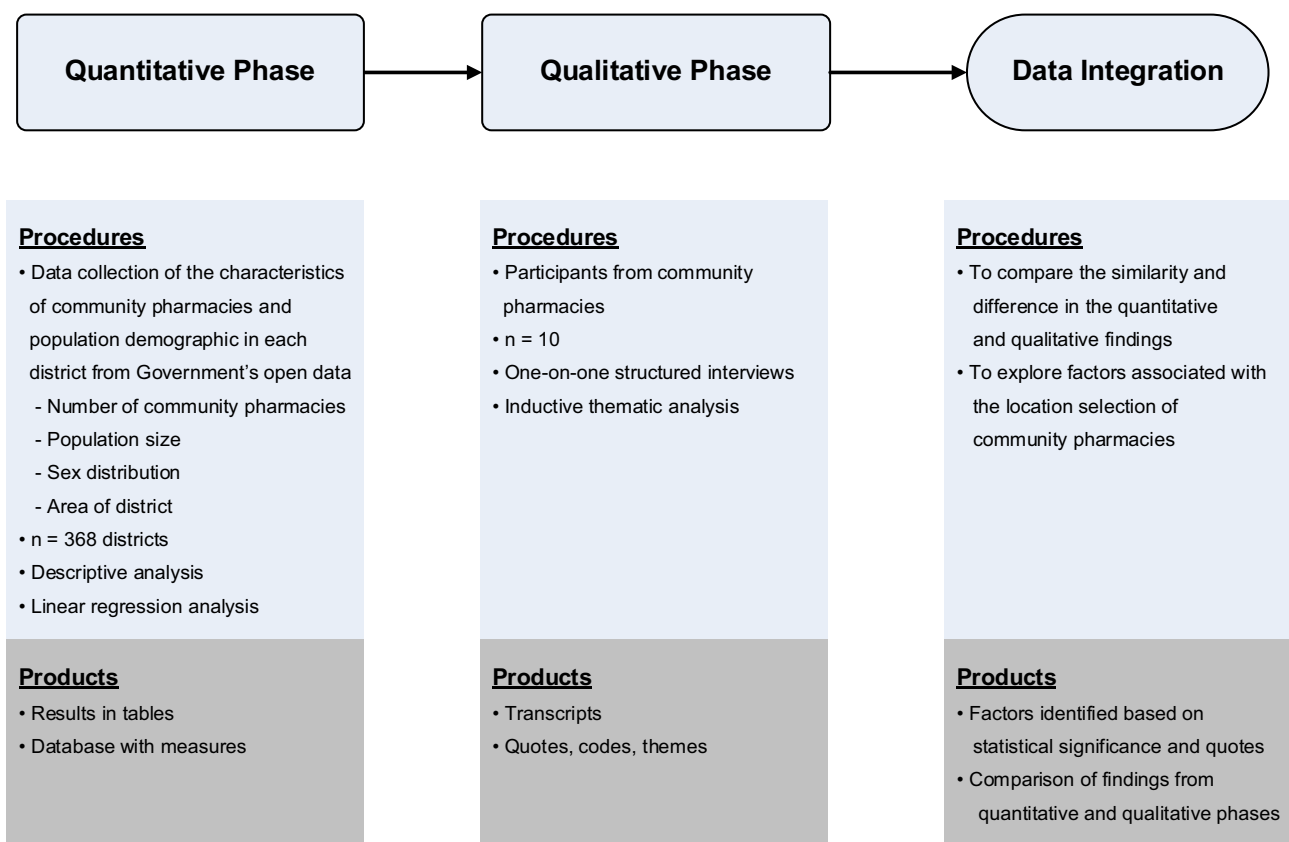 Quantitative Phase
Qualitative Phase
Data Integration
Procedures
• Data collection of the characteristics
of community pharmacies and
population demographic in each
district from Government’s open data
- Number of community pharmacies
- Population size
- Sex distribution
- Area of district
• n = 368 districts
• Descriptive analysis
• Linear regression analysis
Products
• Results in tables
• Database with measures
Procedures
• Participants from community
pharmacies
• n = 10
• One-on-one structured interviews
• Inductive thematic analysis
Products
• Transcripts
• Quotes, codes, themes
Procedures
• To compare the similarity and
difference in the quantitative
and qualitative findings
• To explore factors associated with
the location selection of
community pharmacies
Products
• Factors identified based on
statistical significance and quotes
• Comparison of findings from
quantitative and qualitative phases